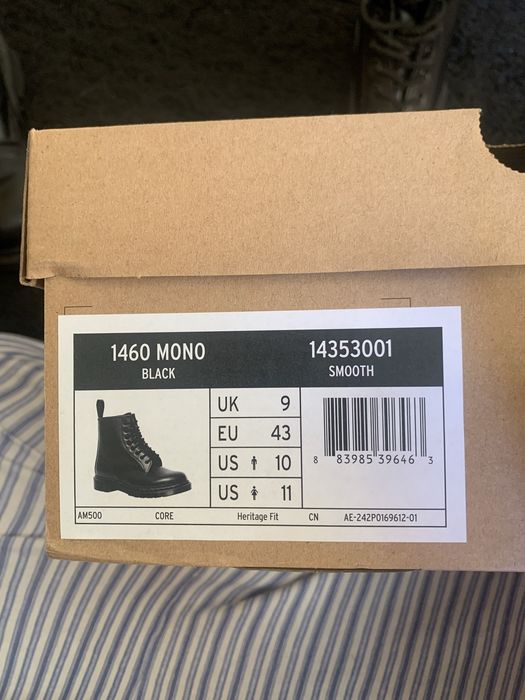 1460 MONO
BLACK
14353001
SMOOTH
UK 9
EU 43
US 10
US 11
8 83985 39646 3
AM500 CORE Heritage Fit CN AE-242P0169612-01